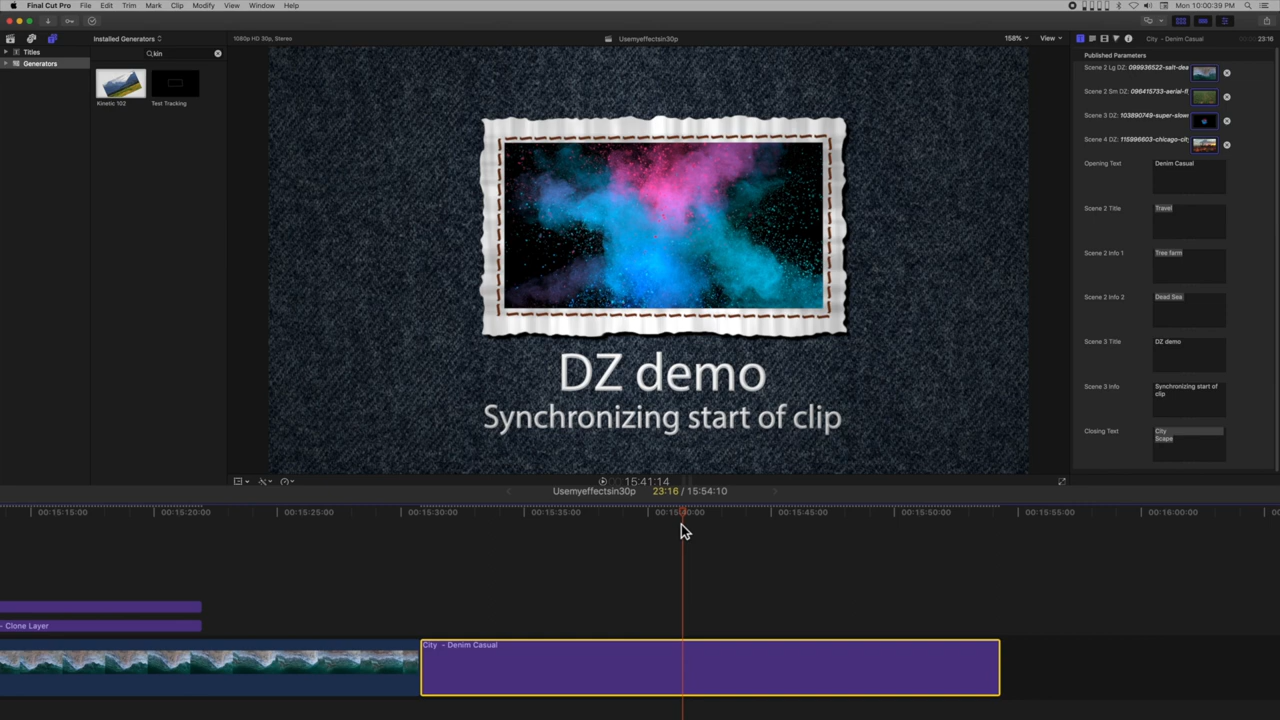 Final Cut Pro File Edit Trim Mark Clip Modify View Window Help
Mon 10:00:39 PM
Installed Generators
1080p HD 30p, Stereo
Usemyeffectsin30p
158%
View
City - Denim Casual
23:16
Titles
kin
Generators
Published Parameters
Scene 2 Lg DZ: 099936522-salt-dea
Scene 2 Sm DZ: 096415733-aerial-fl
Scene 3 DZ: 103890749-super-slow
Scene 4 DZ: 115996603-chicago-cit
Kinetic 102
Test Tracking
Opening Text
Denim Casual
Scene 2 Title
Travel
Scene 2 Info 1
Tree farm
Scene 2 Info 2
Dead Sea
Scene 3 Title
DZ demo
Scene 3 Info
Synchronizing start of
clip
Closing Text
City
Scape
DZ demo
Synchronizing start of clip
15:41:14
Usemyeffectsin30p 23:16 / 15:54:10
00:15:15:00 00:15:20:00 00:15:25:00 00:15:30:00 00:15:35:00 00:15:40:00 00:15:45:00 00:15:50:00 00:15:55:00 00:16:00:00
- Clone Layer
City - Denim Casual